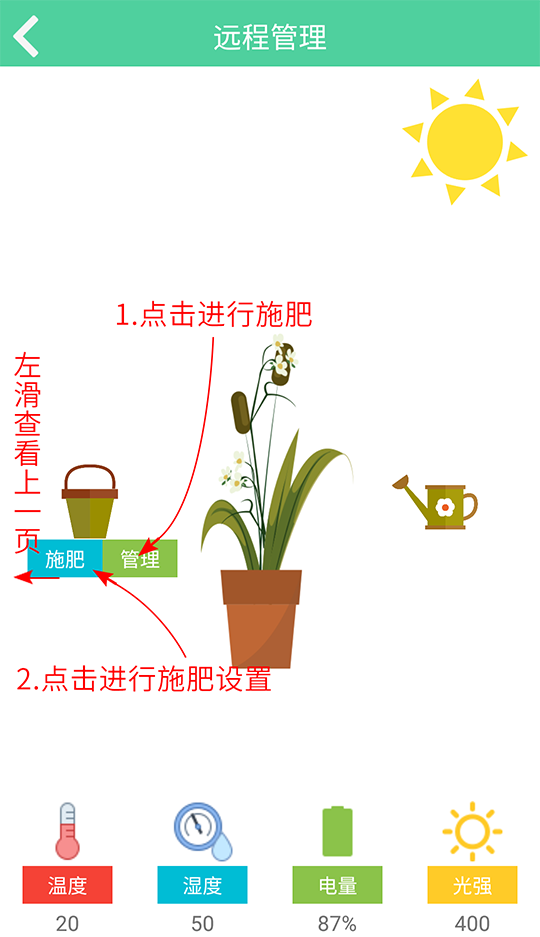 远程管理
1.点击进行施肥
左滑查看上一页
施肥
管理
2.点击进行施肥设置
温度
湿度
电量
光强
20
50
87%
400